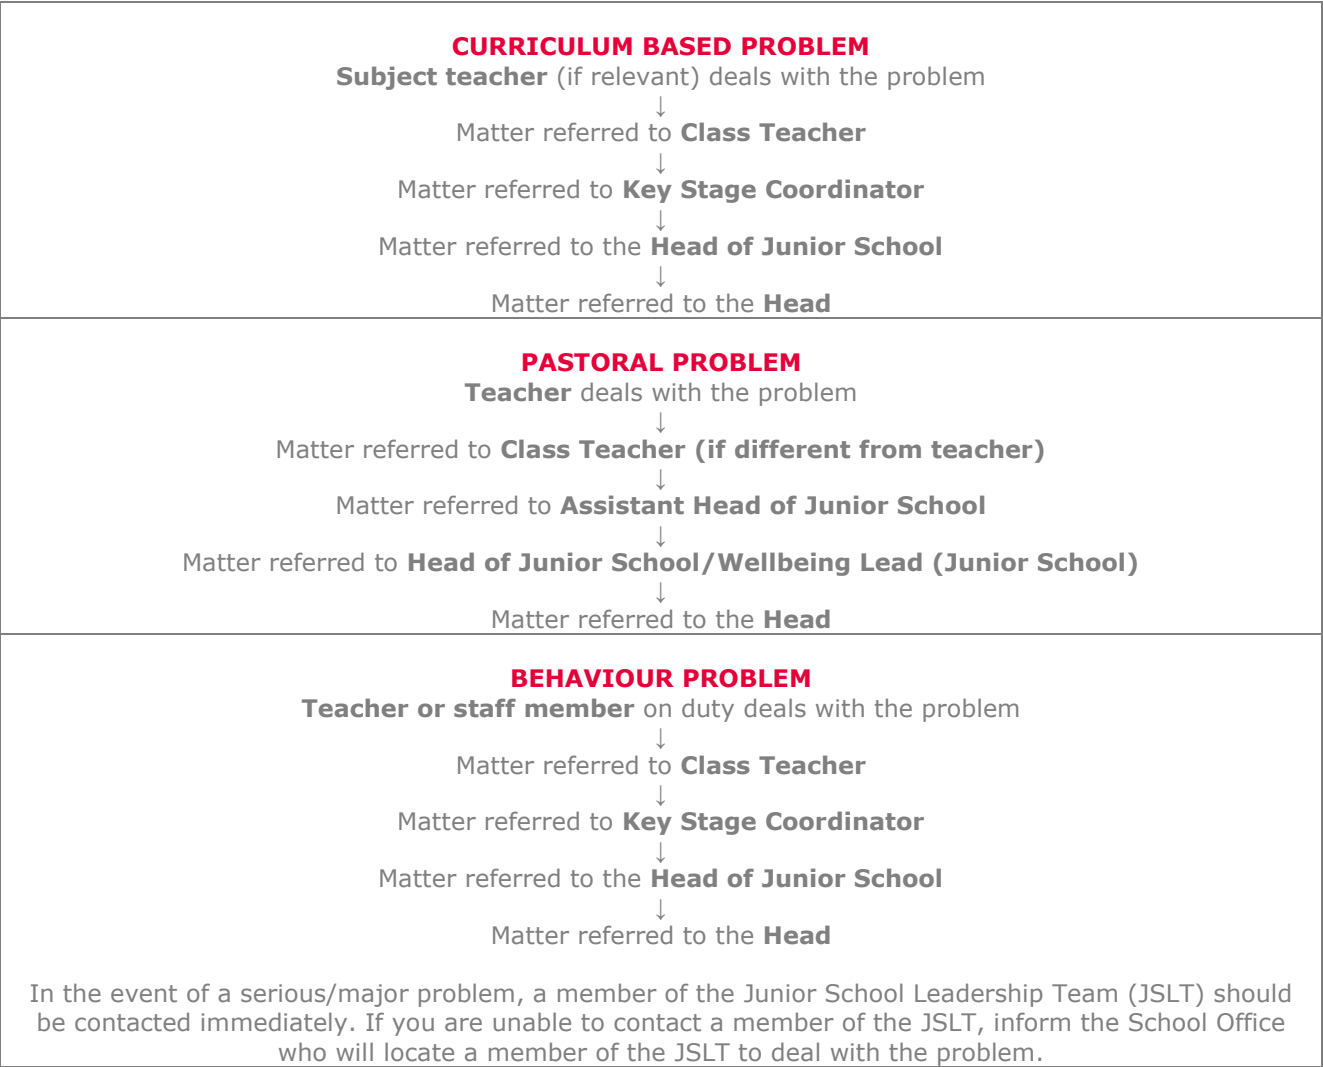 CURRICULUM BASED PROBLEM
Subject teacher (if relevant) deals with the problem
↓
Matter referred to Class Teacher
↓
Matter referred to Key Stage Coordinator
↓
Matter referred to the Head of Junior School
↓
Matter referred to the Head
PASTORAL PROBLEM
Teacher deals with the problem
↓
Matter referred to Class Teacher (if different from teacher)
↓
Matter referred to Assistant Head of Junior School
↓
Matter referred to Head of Junior School/Wellbeing Lead (Junior School)
↓
Matter referred to the Head
BEHAVIOUR PROBLEM
Teacher or staff member on duty deals with the problem
↓
Matter referred to Class Teacher
↓
Matter referred to Key Stage Coordinator
↓
Matter referred to the Head of Junior School
↓
Matter referred to the Head
In the event of a serious/major problem, a member of the Junior School Leadership Team (JSLT) should
be contacted immediately. If you are unable to contact a member of the JSLT, inform the School Office
who will locate a member of the JSLT to deal with the problem.